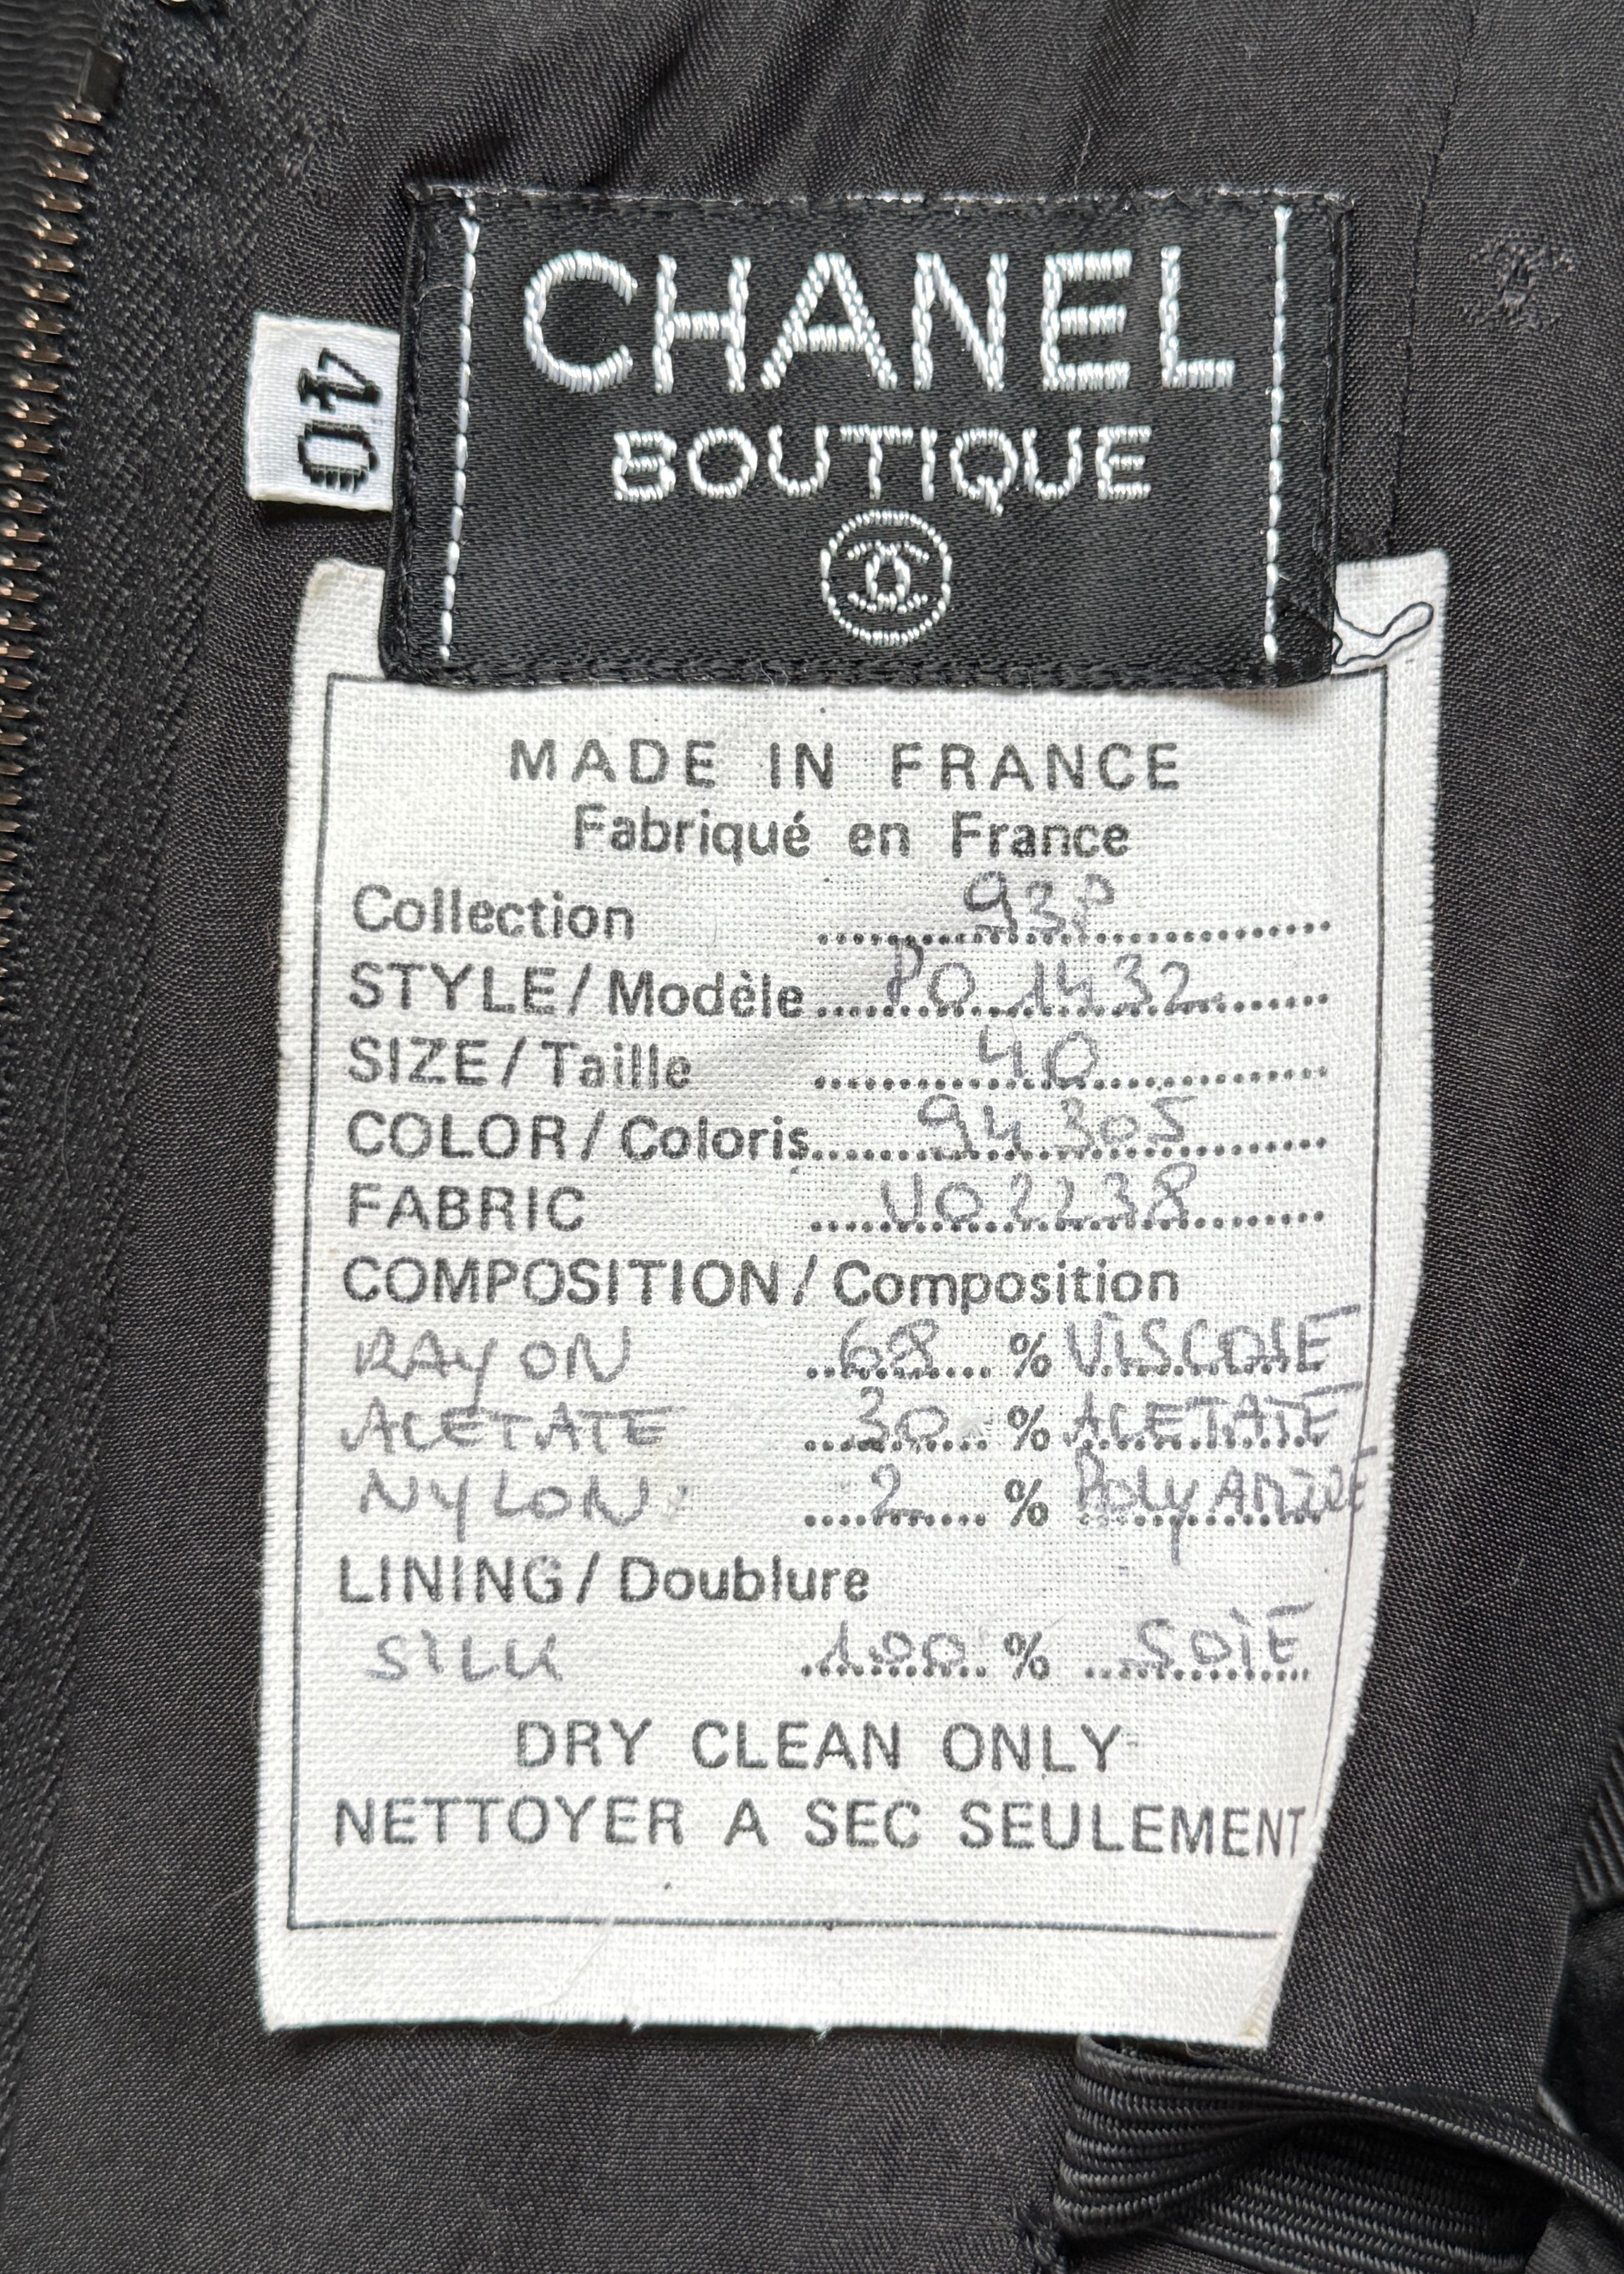 CHANEL
BOUTIQUE
40
MADE IN FRANCE
Fabriqué en France
Collection 93P
STYLE / Modèle PO 1432
SIZE / Taille 40
COLOR / Coloris 94305
FABRIC U02238
COMPOSITION / Composition
RAYON 68 % VISCOSE
ACETATE 30 % ACETATE
NYLON 2 % POLYAMIDE
LINING / Doublure
SILK 100 % SOIE
DRY CLEAN ONLY
NETTOYER A SEC SEULEMENT